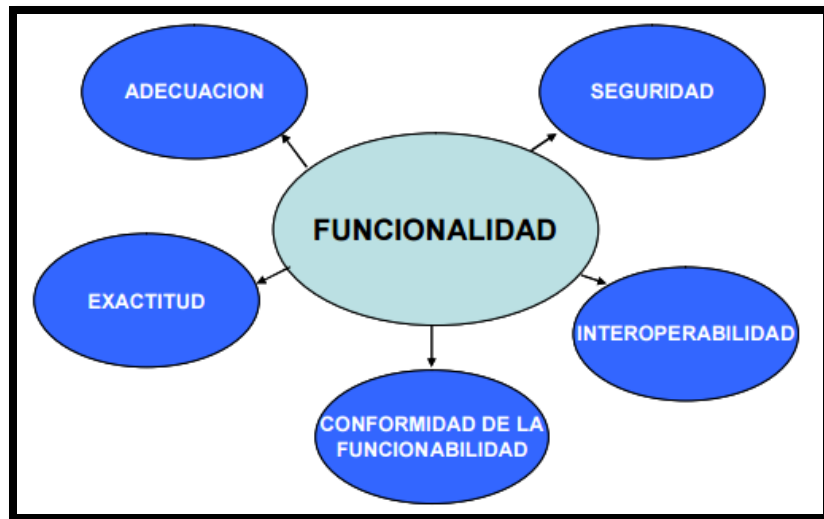 ADECUACION
SEGURIDAD
FUNCIONALIDAD
EXACTITUD
INTEROPERABILIDAD
CONFORMIDAD DE LA
FUNCIONABILIDAD